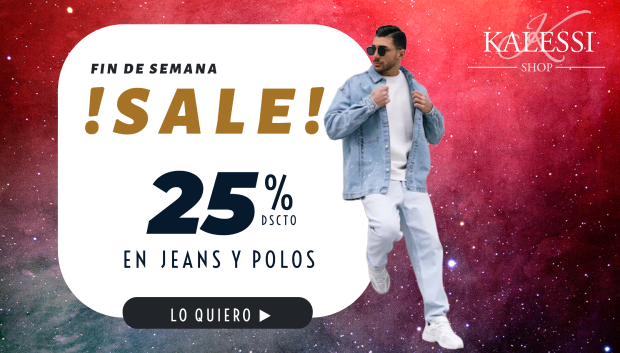 FIN DE SEMANA
!SALE!
25%
DSCTO
EN JEANS Y POLOS
LO QUIERO
K
KALESSI
SHOP